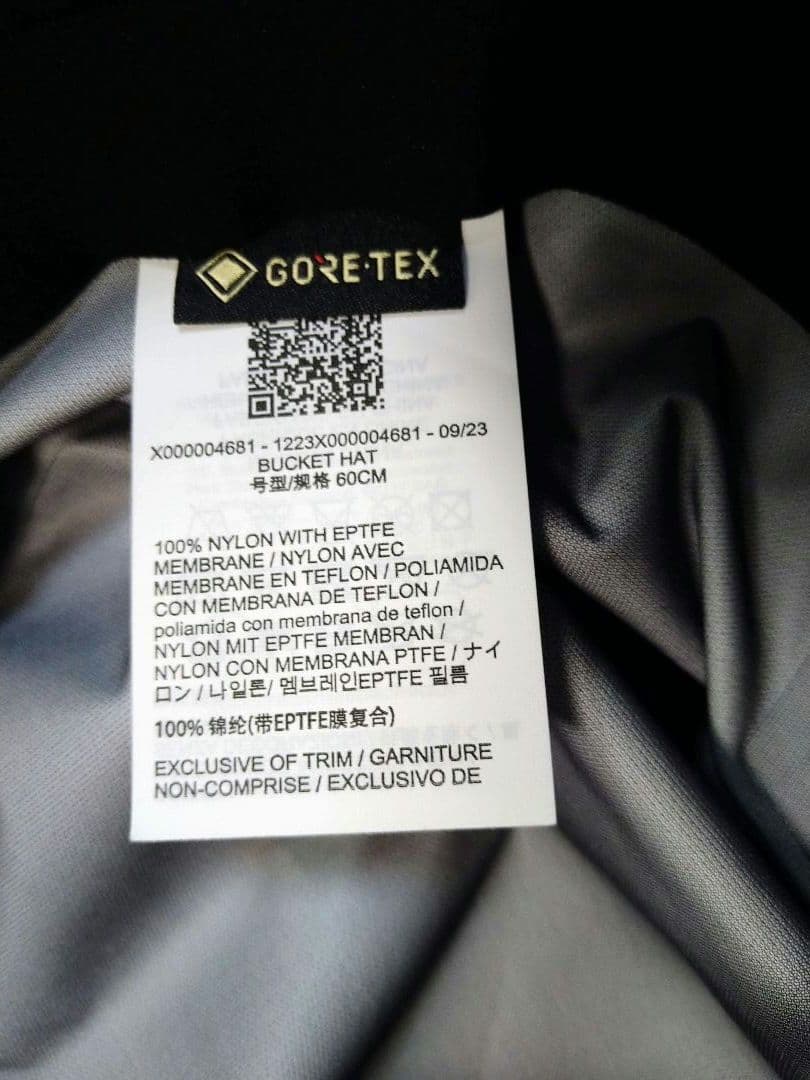 GORE-TEX
X000004681 - 1223X000004681 - 09/23
BUCKET HAT
号型/规格 60CM
100% NYLON WITH EPTFE
MEMBRANE / NYLON AVEC
MEMBRANE EN TEFLON / POLIAMIDA
CON MEMBRANA DE TEFLON /
poliamida con membrana de teflon /
NYLON MIT EPTFE MEMBRAN /
NYLON CON MEMBRANA PTFE / ナイ
ロン / 나일론/ 멤브레인EPTFE 필름
100% 锦纶(带EPTFE膜复合)
EXCLUSIVE OF TRIM / GARNITURE
NON-COMPRISE / EXCLUSIVO DE